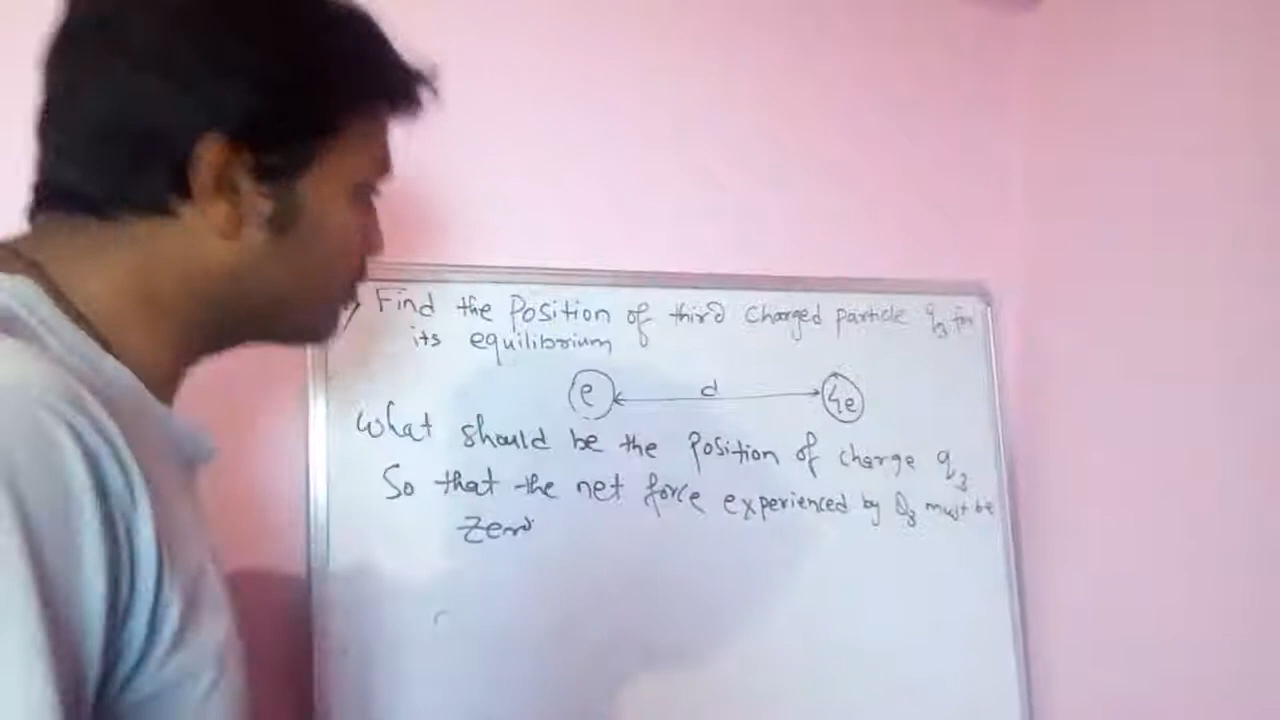 Find the Position of third charged particle q3 for
its equilibrium
e d 4e
What should be the Position of charge q3
So that the net force experienced by Q3 must be
Zero